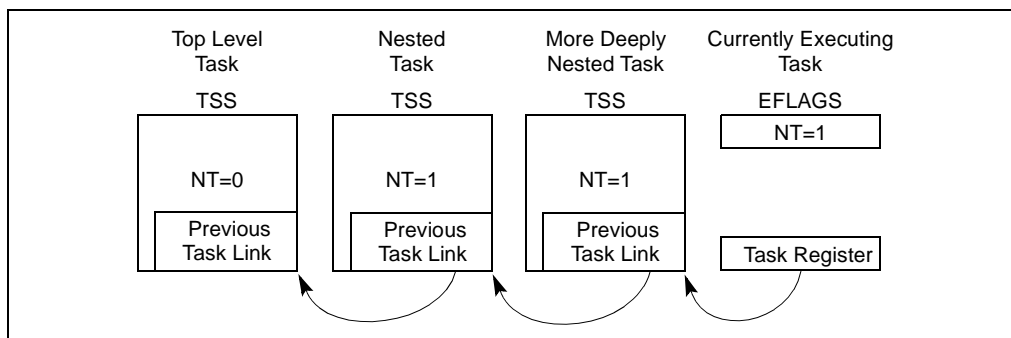 Top Level
Task
TSS
NT=0
Previous
Task Link
Nested
Task
TSS
NT=1
Previous
Task Link
More Deeply
Nested Task
TSS
NT=1
Previous
Task Link
Currently Executing
Task
EFLAGS
NT=1
Task Register